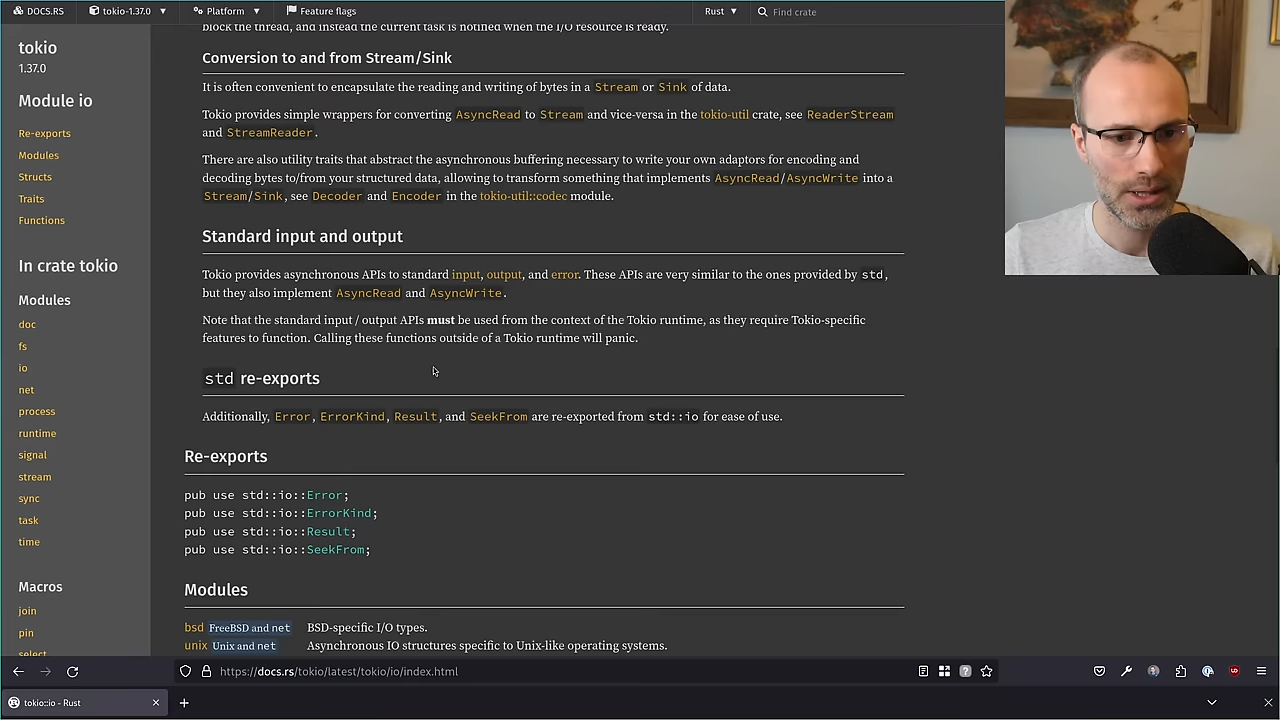 DOCS.RS
tokio-1.37.0
Platform
Feature flags
Rust
Find crate
tokio
1.37.0
Module io
Re-exports
Modules
Structs
Traits
Functions
In crate tokio
Modules
doc
fs
io
net
process
runtime
signal
stream
sync
task
time
Macros
join
pin
select
block the thread, and instead the current task is notified when the I/O resource is ready.
Conversion to and from Stream/Sink
It is often convenient to encapsulate the reading and writing of bytes in a Stream or Sink of data.
Tokio provides simple wrappers for converting AsyncRead to Stream and vice-versa in the tokio-util crate, see ReaderStream
and StreamReader.
There are also utility traits that abstract the asynchronous buffering necessary to write your own adaptors for encoding and
decoding bytes to/from your structured data, allowing to transform something that implements AsyncRead/AsyncWrite into a
Stream/Sink, see Decoder and Encoder in the tokio-util::codec module.
Standard input and output
Tokio provides asynchronous APIs to standard input, output, and error. These APIs are very similar to the ones provided by std,
but they also implement AsyncRead and AsyncWrite.
Note that the standard input / output APIs must be used from the context of the Tokio runtime, as they require Tokio-specific
features to function. Calling these functions outside of a Tokio runtime will panic.
std re-exports
Additionally, Error, ErrorKind, Result, and SeekFrom are re-exported from std::io for ease of use.
Re-exports
pub use std::io::Error;
pub use std::io::ErrorKind;
pub use std::io::Result;
pub use std::io::SeekFrom;
Modules
bsd FreeBSD and net BSD-specific I/O types.
unix Unix and net Asynchronous IO structures specific to Unix-like operating systems.
https://docs.rs/tokio/latest/tokio/io/index.html
tokio::io - Rust